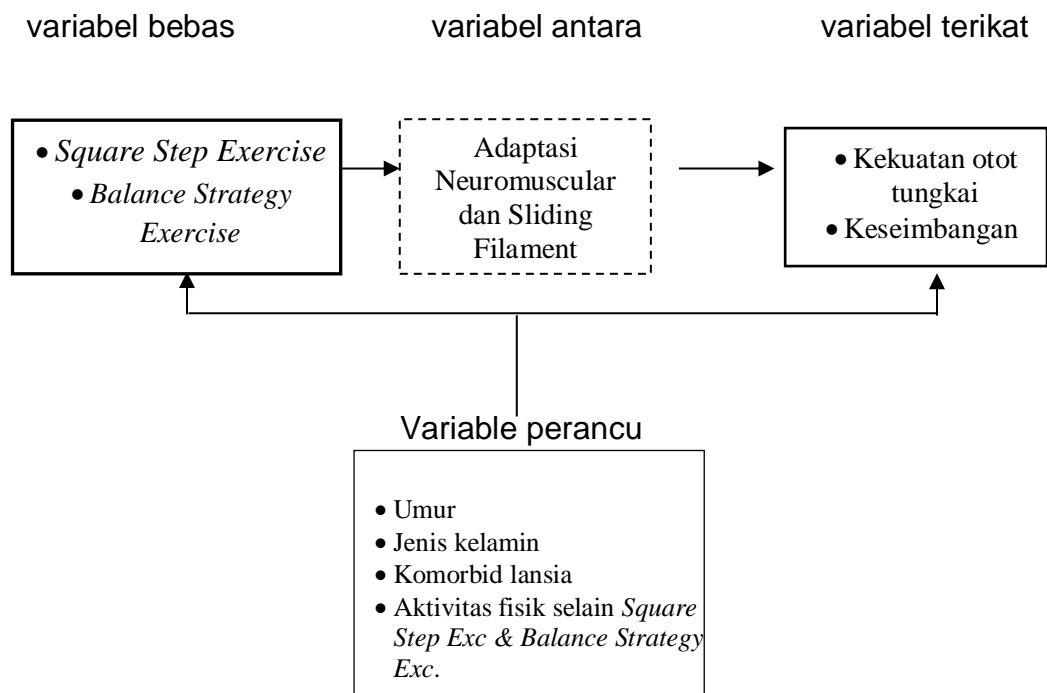 variabel bebas
variabel antara
variabel terikat
• Square Step Exercise
• Balance Strategy
Exercise
Adaptasi
Neuromuscular
dan Sliding
Filament
• Kekuatan otot
tungkai
• Keseimbangan
Variable perancu
• Umur
• Jenis kelamin
• Komorbid lansia
• Aktivitas fisik selain Square
Step Exc & Balance Strategy
Exc.